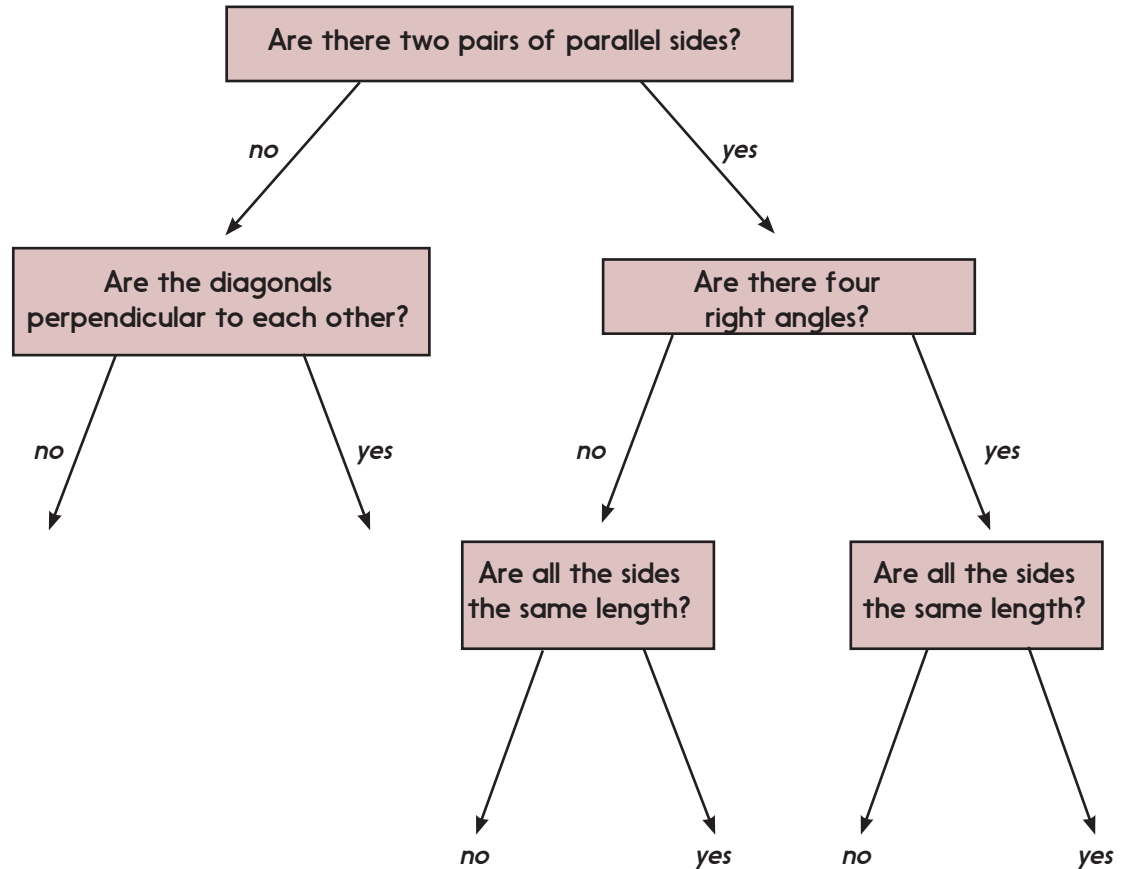 Are there two pairs of parallel sides?
no
yes
Are the diagonals
perpendicular to each other?
Are there four
right angles?
no
yes
no
yes
Are all the sides
the same length?
Are all the sides
the same length?
no
yes
no
yes